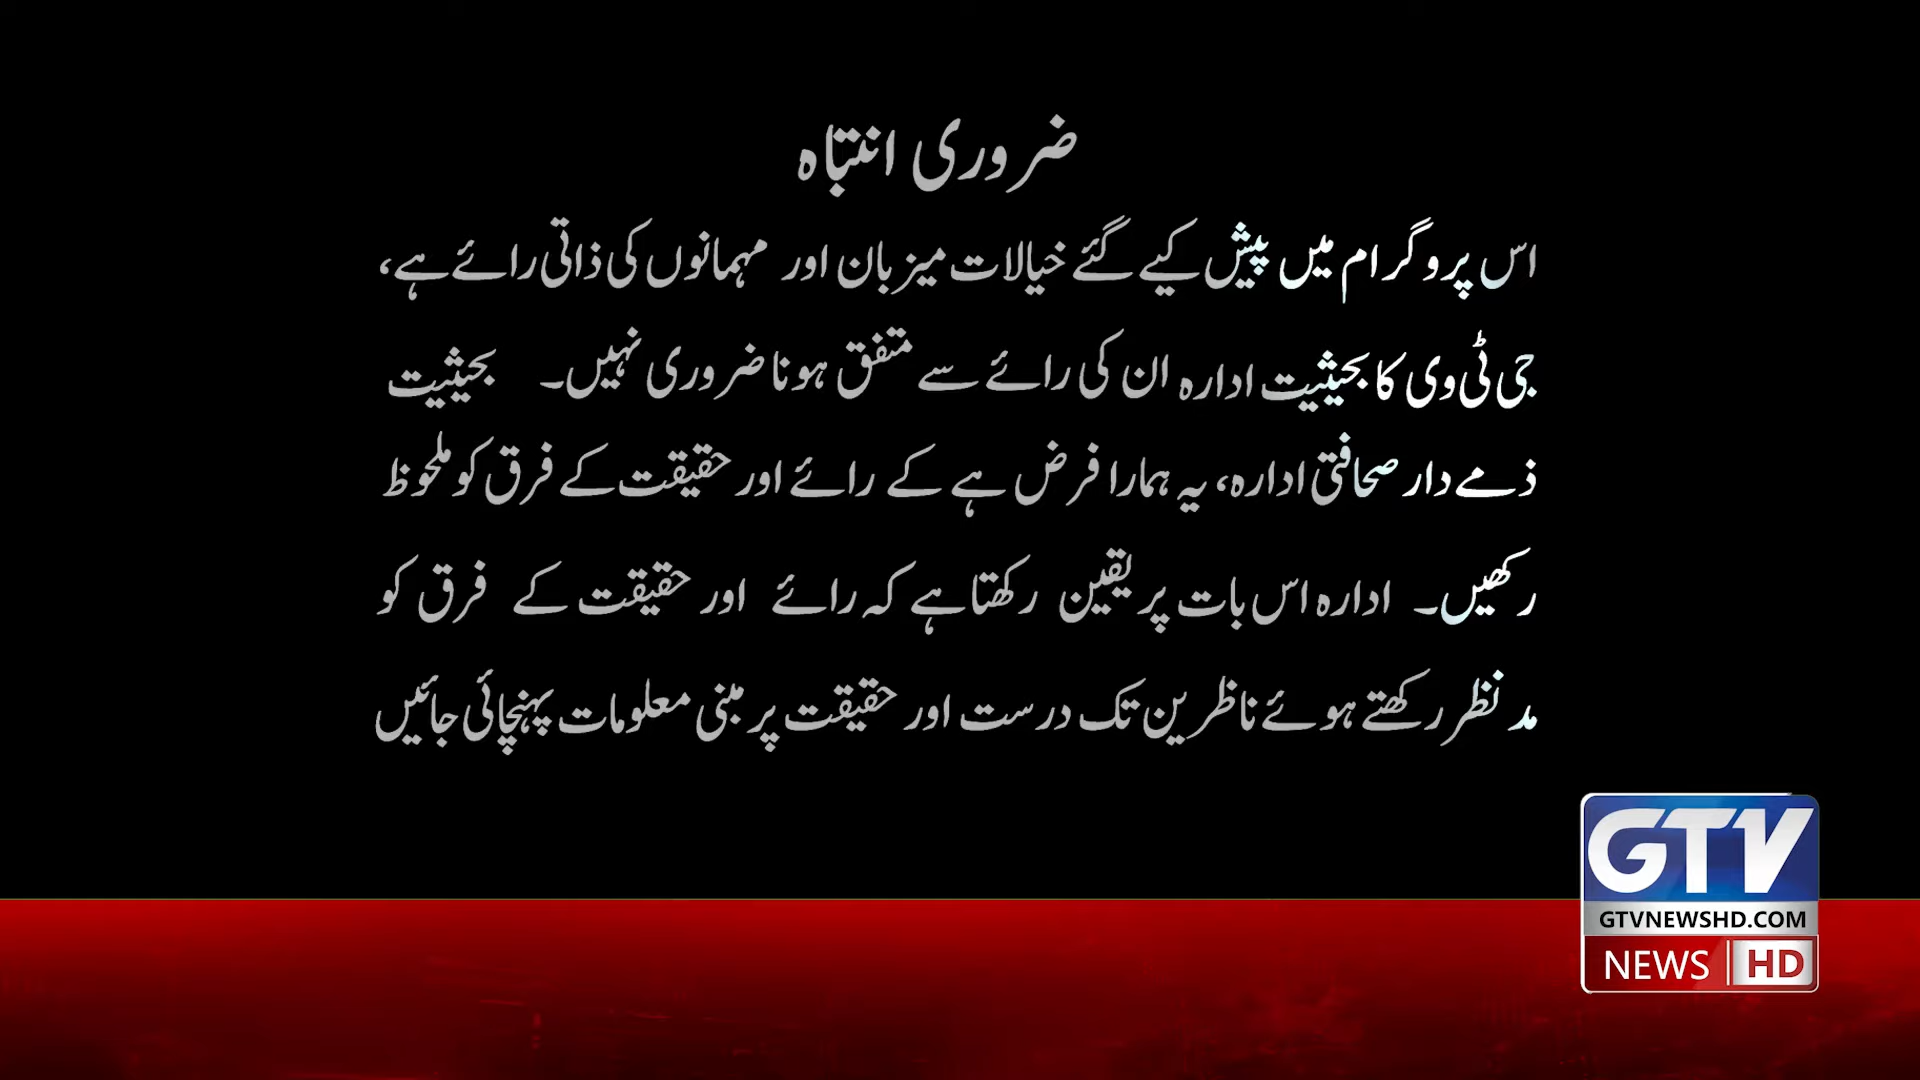 ضروری انتباہ
اس پروگرام میں پیش کیے گئے خیالات میزبان اور مہمانوں کی ذاتی رائے ہے،
جی ٹی وی کا بحیثیت ادارہ ان کی رائے سے متفق ہونا ضروری نہیں۔ بحیثیت
ذمے دار صحافتی ادارہ، یہ ہمارا فرض ہے کے رائے اور حقیقت کے فرق کو ملحوظ
رکھیں۔ ادارہ اس بات پر یقین رکھتا ہے کہ رائے اور حقیقت کے فرق کو
مد نظر رکھتے ہوئے ناظرین تک درست اور حقیقت پر مبنی معلومات پہنچائی جائیں
GTV
GTVNEWSHD.COM
NEWS HD